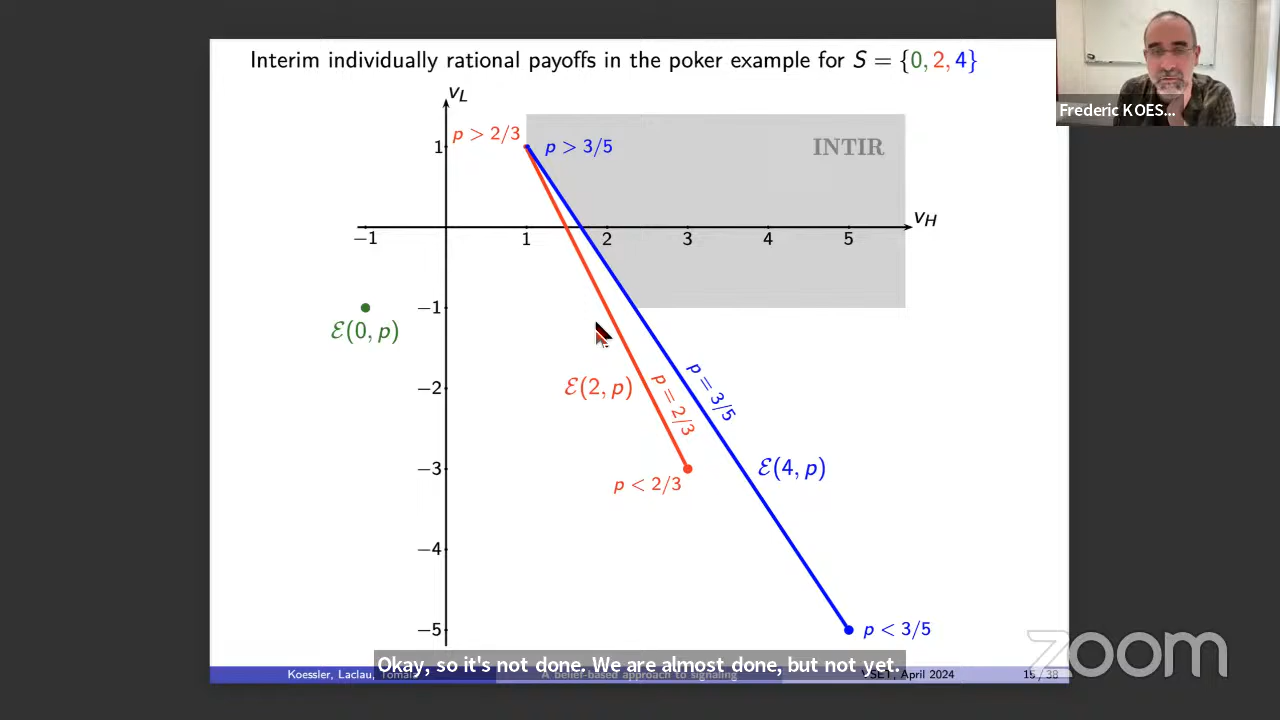 Interim individually rational payoffs in the poker example for S = {0, 2, 4}
Frederic KOES...
v_L
p > 2/3
1
p > 3/5
INTIR
v_H
−1
1
2
3
4
5
−1
ℰ(0, p)
−2
ℰ(2, p)
p = 2/3
p = 3/5
−3
p < 2/3
ℰ(4, p)
−4
−5
p < 3/5
zoom
Okay, so it's not done. We are almost done, but not yet.
Koessler, Laclau, Tomala
A belief-based approach to signaling
VSET, April 2024